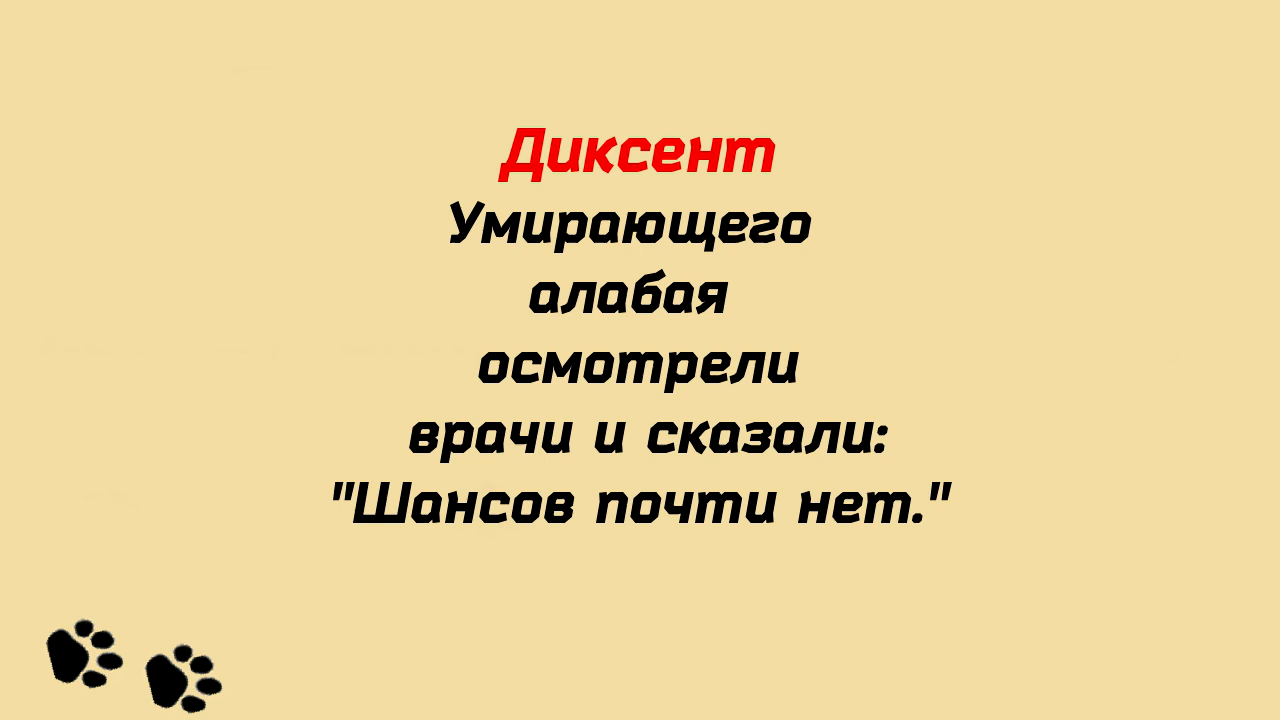 Диксент
Умирающего
алабая
осмотрели
врачи и сказали:
"Шансов почти нет."